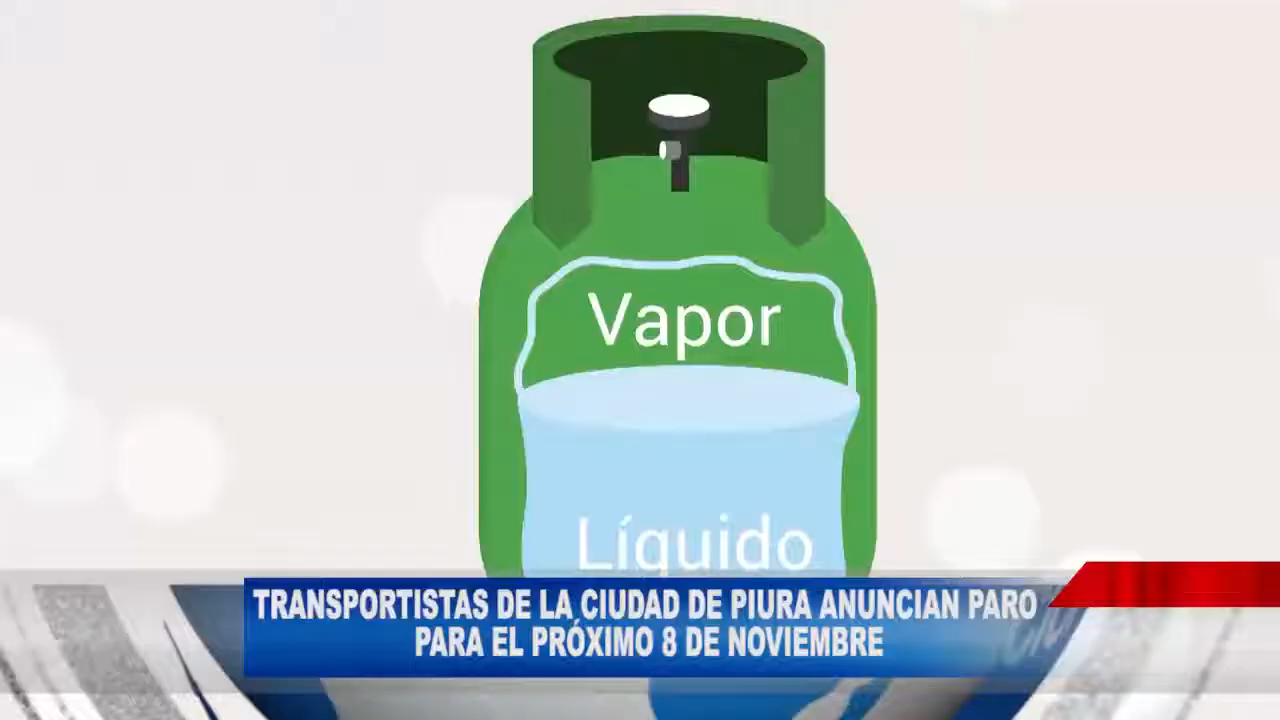 Vapor
Líquido
TRANSPORTISTAS DE LA CIUDAD DE PIURA ANUNCIAN PARO
PARA EL PRÓXIMO 8 DE NOVIEMBRE